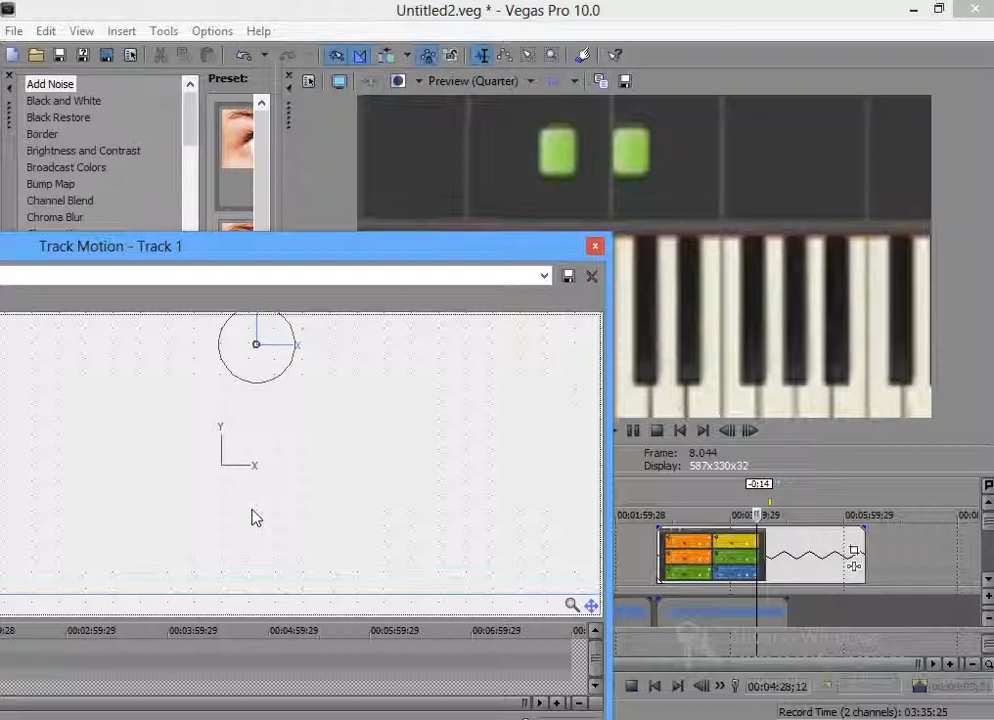 Untitled2.veg * - Vegas Pro 10.0
File Edit View Insert Tools Options Help
Add Noise
Black and White
Black Restore
Border
Brightness and Contrast
Broadcast Colors
Bump Map
Channel Blend
Chroma Blur
Preset:
Preview (Quarter)
Track Motion - Track 1
x
Y
X
Frame: 8.044
Display: 587x330x32
-0:14
00:01:59:28
00:05:59:29
:28 00:02:59:29 00:03:59:29 00:04:59:29 00:05:59:29 00:06:59:29 00:
00:04:28;12
Record Time (2 channels): 03:35:25